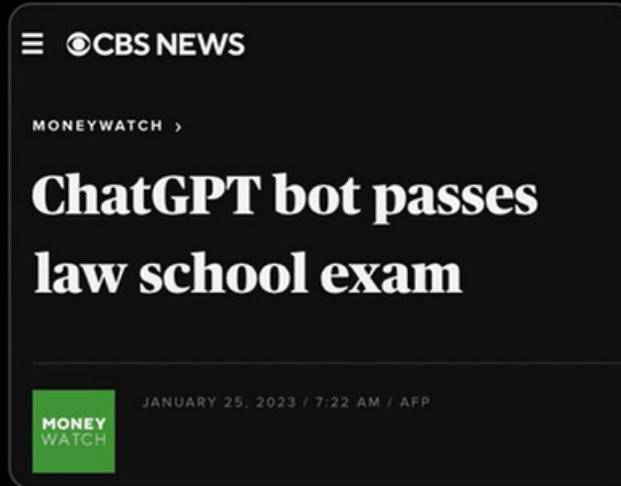 CBS NEWS
MONEYWATCH ›
ChatGPT bot passes
law school exam
JANUARY 25, 2023 / 7:22 AM / AFP
MONEY
WATCH